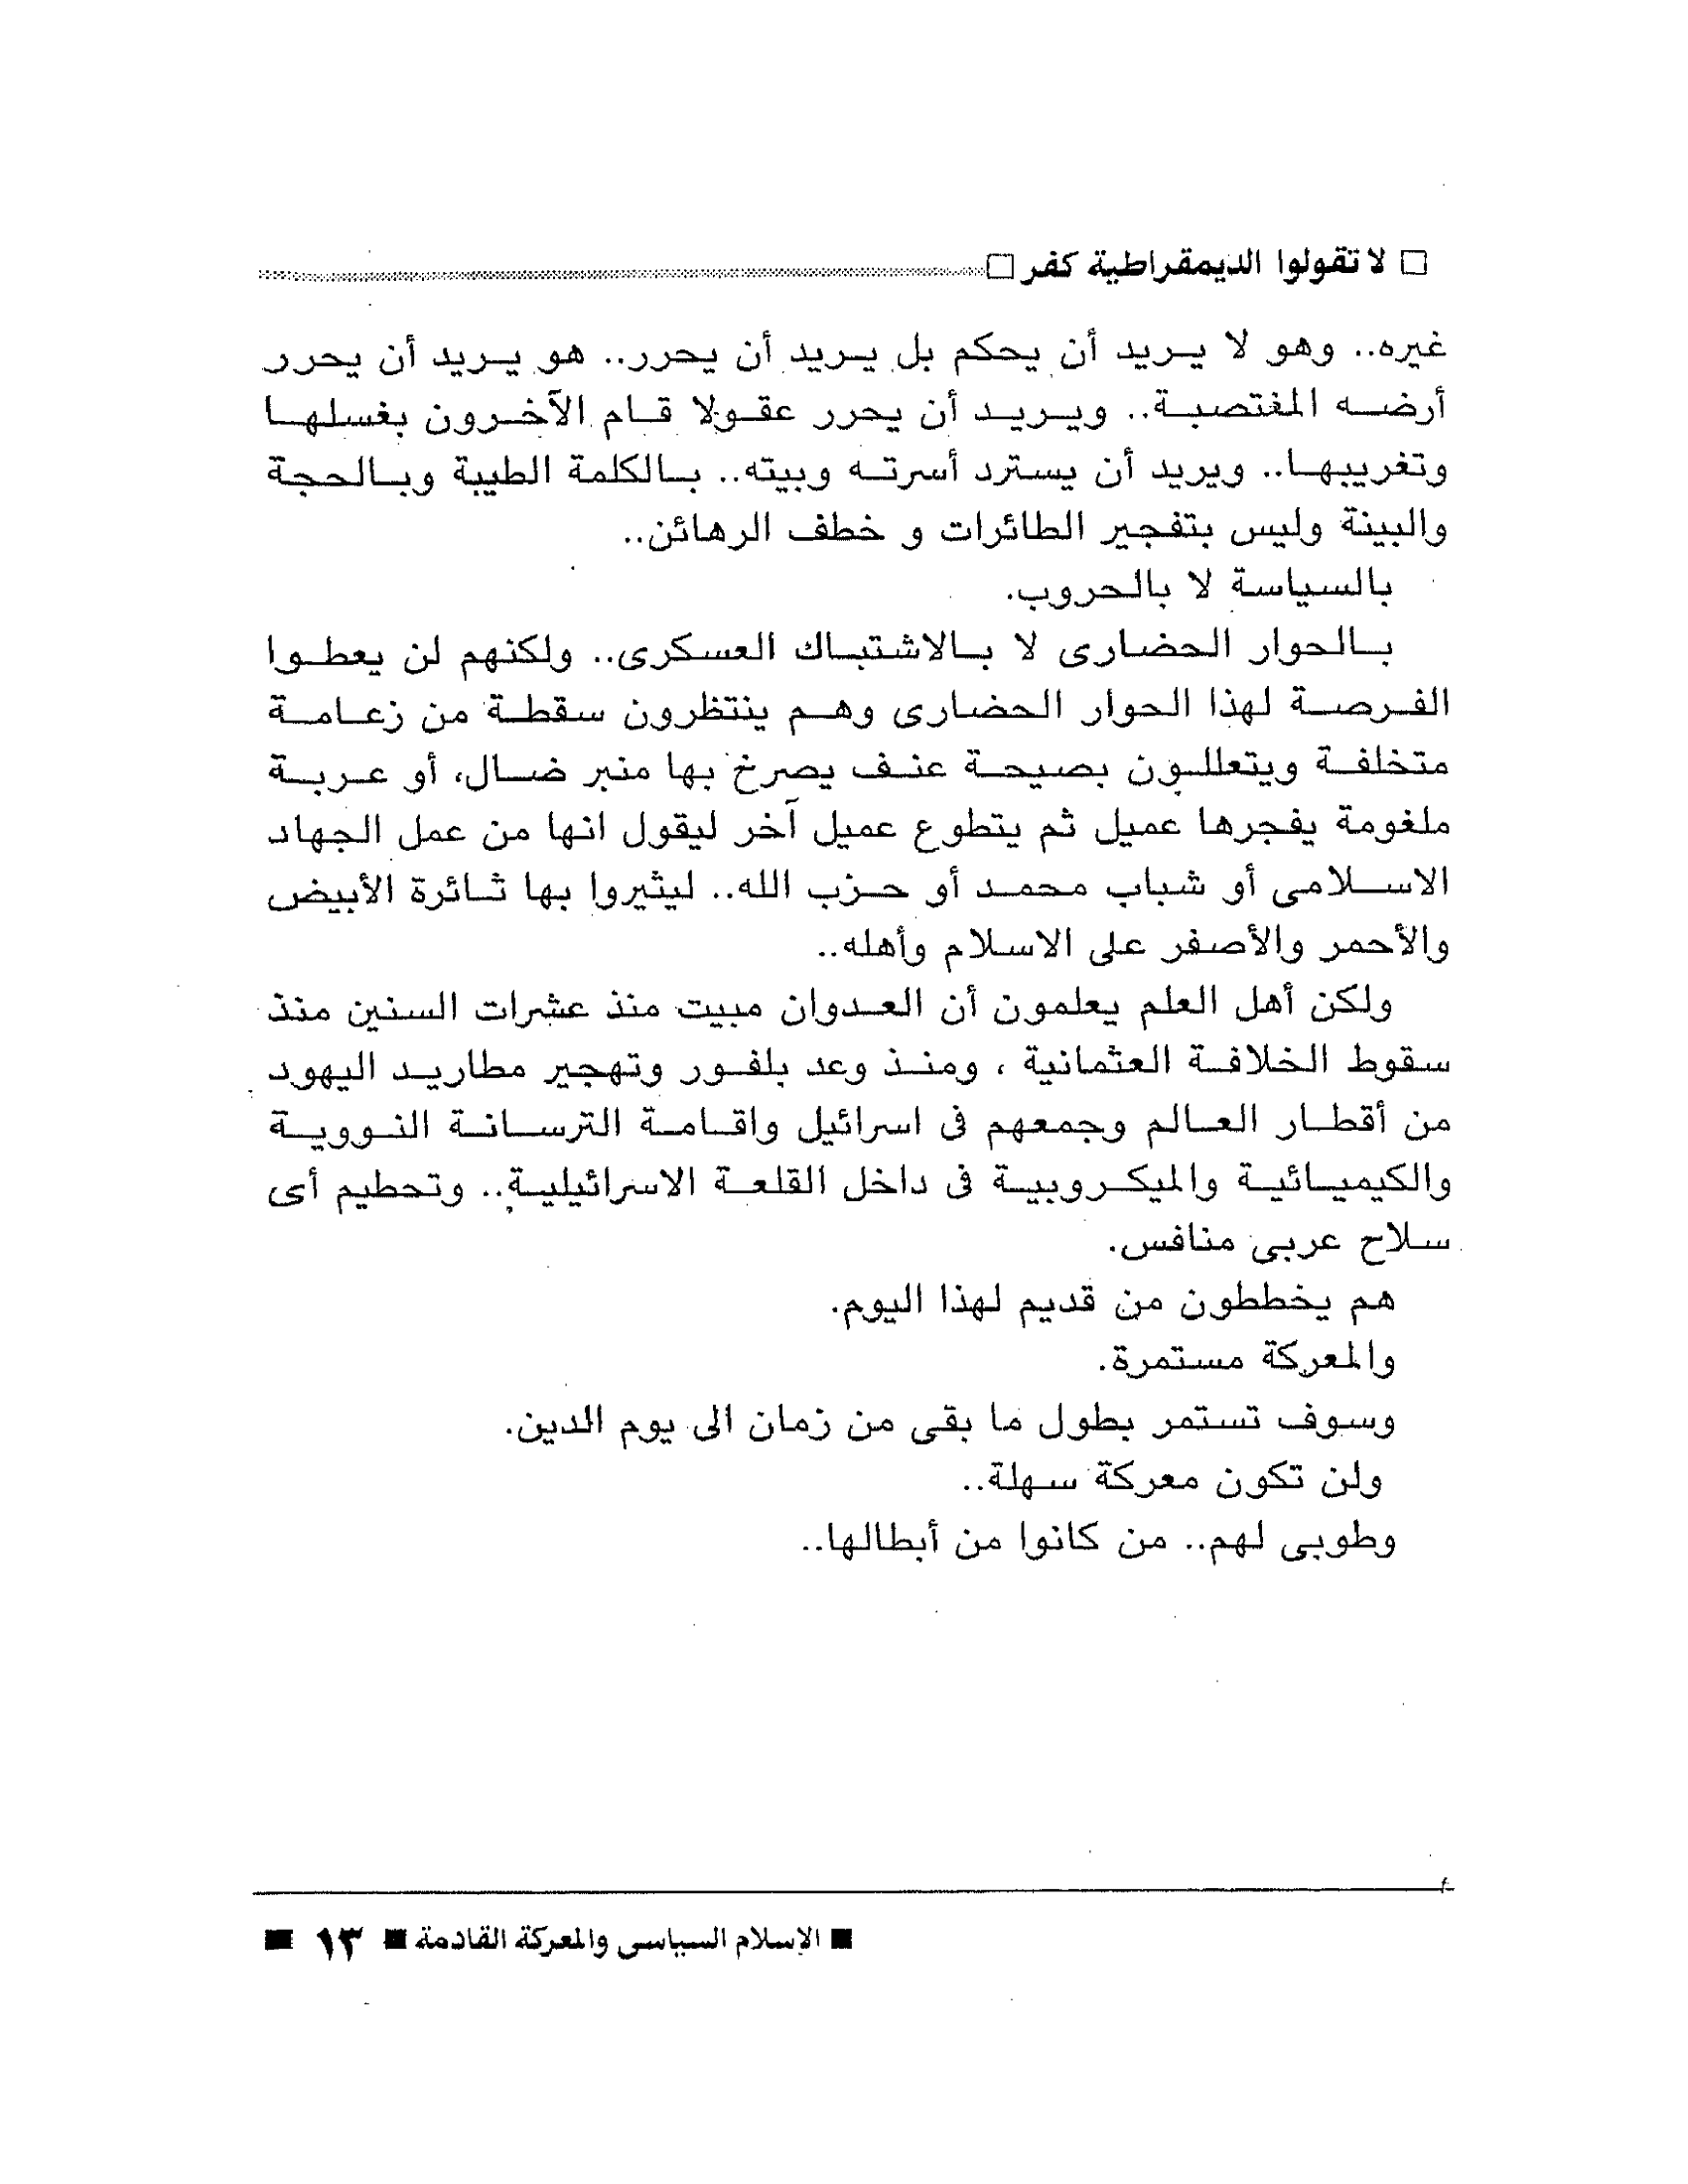 □ لا تقولوا الديمقراطية كفر □
غيره.. وهو لا يريد أن يحكم بل يريد أن يحرر.. هو يريد أن يحرر
أرضه المغتصبة.. ويريد أن يحرر عقولا قام الآخرون بغسلها
وتغريبها.. ويريد أن يسترد أسرته وبيته.. بالكلمة الطيبة وبالحجة
والبينة وليس بتفجير الطائرات و خطف الرهائن..
بالسياسة لا بالحروب.
بالحوار الحضارى لا بالاشتباك العسكرى.. ولكنهم لن يعطوا
الفرصة لهذا الحوار الحضارى وهم ينتظرون سقطة من زعامة
متخلفة ويتعللون بصيحة عنف يصرخ بها منبر ضال، أو عربة
ملغومة يفجرها عميل ثم يتطوع عميل آخر ليقول انها من عمل الجهاد
الاسلامى أو شباب محمد أو حزب الله.. ليثيروا بها ثائرة الأبيض
والأحمر والأصفر على الاسلام وأهله..
ولكن أهل العلم يعلمون أن العدوان مبيت منذ عشرات السنين منذ
سقوط الخلافة العثمانية ، ومنذ وعد بلفور وتهجير مطاريد اليهود
من أقطار العالم وجمعهم فى اسرائيل واقامة الترسانة النووية
والكيميائية والميكروبية فى داخل القلعة الاسرائيلية.. وتحطيم أى
سلاح عربى منافس.
هم يخططون من قديم لهذا اليوم.
والمعركة مستمرة.
وسوف تستمر بطول ما بقى من زمان الى يوم الدين.
ولن تكون معركة سهلة..
وطوبى لهم.. من كانوا من أبطالها..
■ الإسلام السياسى والمعركة القادمة ■ ١٣ ■